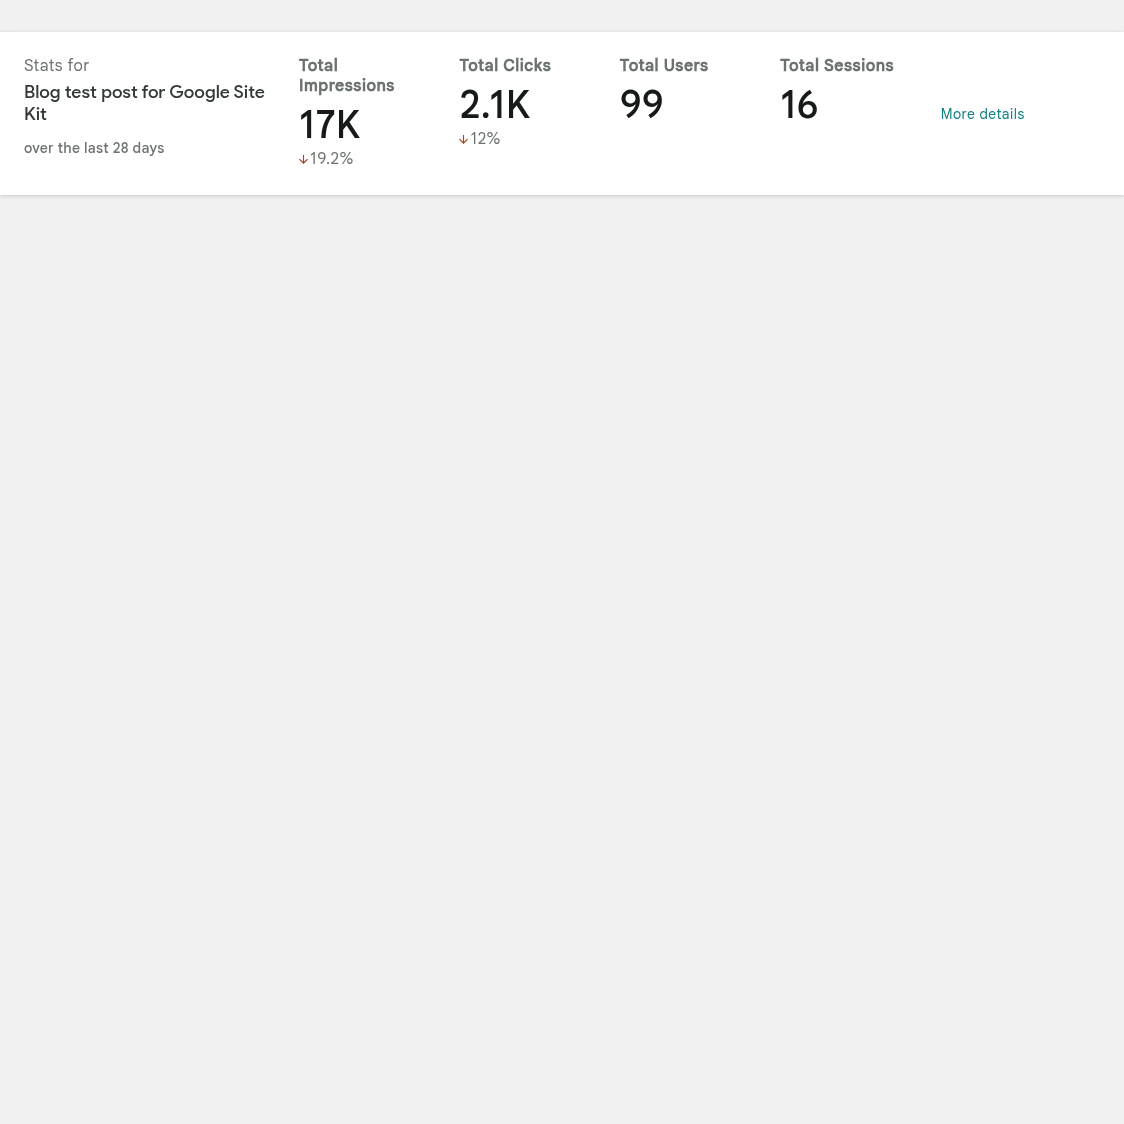 Stats for
Blog test post for Google Site
Kit
over the last 28 days
Total
Impressions
17K
↓19.2%
Total Clicks
2.1K
↓12%
Total Users
99
Total Sessions
16
More details